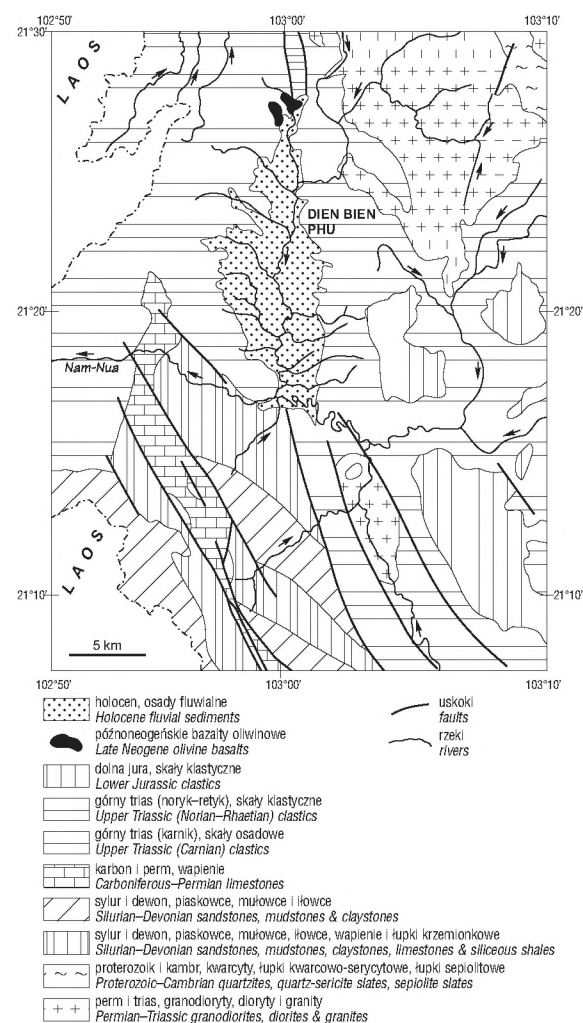 102°50' 103°00' 103°10'
21°30'
21°30'
LAOS
DIEN BIEN
PHU
21°20'
21°20'
Nam-Nua
LAOS
21°10'
21°10'
5 km
102°50' 103°00' 103°10'
holocen, osady fluwialne
Holocene fluvial sediments
późnoneogeńskie bazalty oliwinowe
Late Neogene olivine basalts
uskoki
faults
rzeki
rivers
dolna jura, skały klastyczne
Lower Jurassic clastics
górny trias (noryk–retyk), skały klastyczne
Upper Triassic (Norian–Rhaetian) clastics
górny trias (karnik), skały osadowe
Upper Triassic (Carnian) clastics
karbon i perm, wapienie
Carboniferous–Permian limestones
sylur i dewon, piaskowce, mułowce i iłowce
Silurian–Devonian sandstones, mudstones & claystones
sylur i dewon, piaskowce, mułowce, iłowce, wapienie i łupki krzemionkowe
Silurian–Devonian sandstones, mudstones, claystones, limestones & siliceous shales
proterozoik i kambr, kwarcyty, łupki kwarcowo-serycytowe, łupki sepiolitowe
Proterozoic–Cambrian quartzites, quartz-sericite slates, sepiolite slates
perm i trias, granodioryty, dioryty i granity
Permian–Triassic granodiorites, diorites & granites